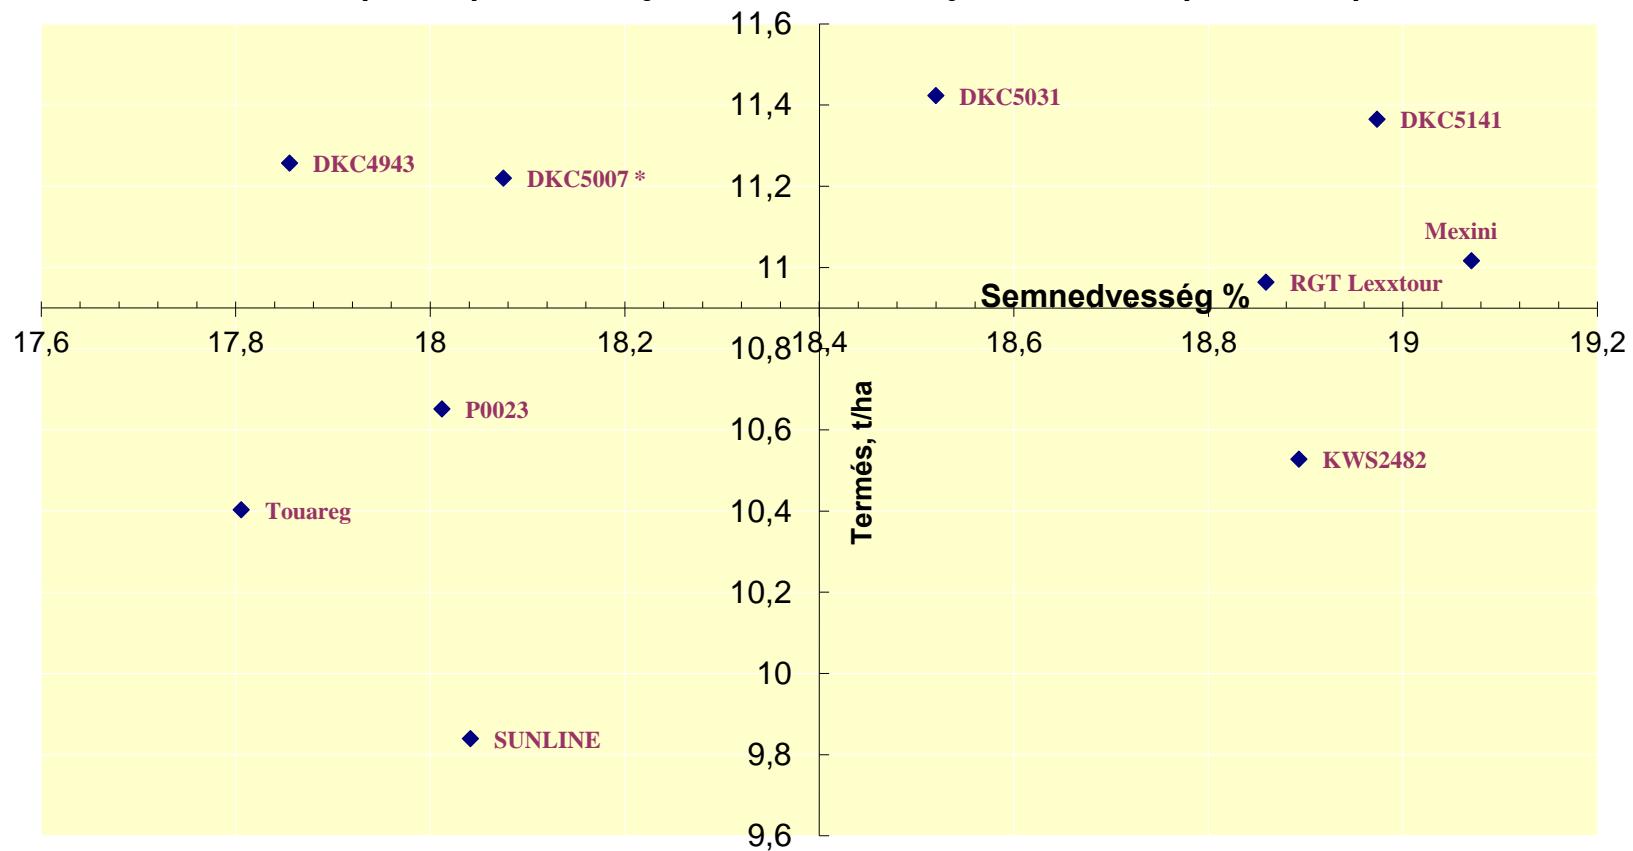 11,6
DKC5031
11,4
DKC5141
DKC4943
DKC5007 *
11,2
Mexini
11
RGT Lexxtour
Semnedvesség %
17,6 17,8 18 18,2 18,4 18,6 18,8 19 19,2
10,8
P0023
10,6
Termés, t/ha
KWS2482
Touareg
10,4
10,2
10
SUNLINE
9,8
9,6